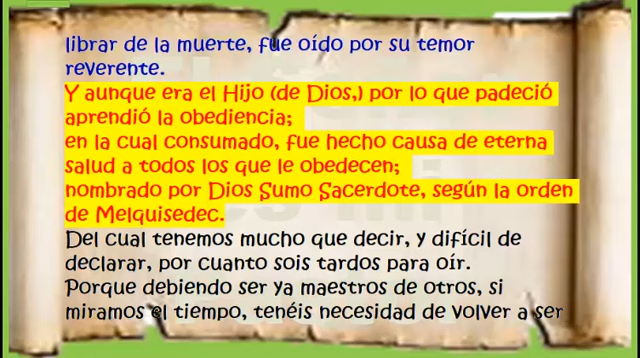 librar de la muerte, fue oído por su temor
reverente.
Y aunque era el Hijo (de Dios,) por lo que padeció
aprendió la obediencia;
en la cual consumado, fue hecho causa de eterna
salud a todos los que le obedecen;
nombrado por Dios Sumo Sacerdote, según la orden
de Melquisedec.
Del cual tenemos mucho que decir, y difícil de
declarar, por cuanto sois tardos para oír.
Porque debiendo ser ya maestros de otros, si
miramos el tiempo, tenéis necesidad de volver a ser